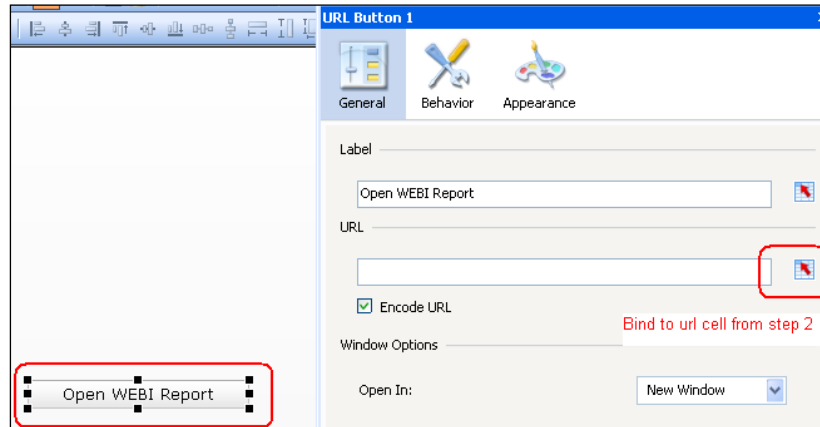 URL Button 1
General Behavior Appearance
Label
Open WEBI Report
URL
Encode URL
Bind to url cell from step 2
Window Options
Open In: New Window
Open WEBI Report